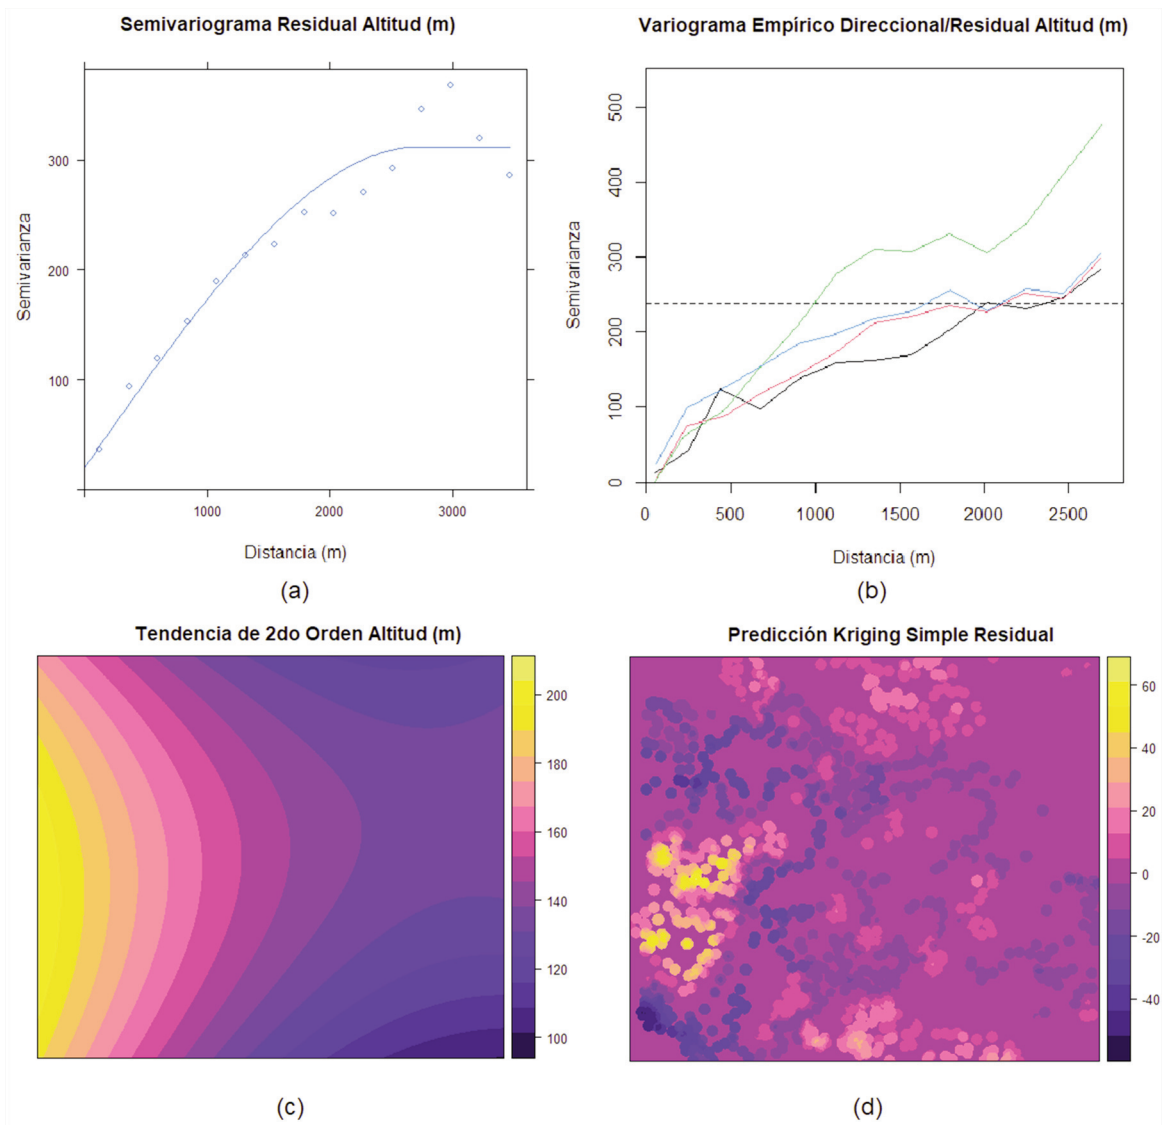 Semivariograma Residual Altitud (m)
Semivarianza
300
200
100
1000
2000
3000
Distancia (m)
(a)
Variograma Empírico Direccional/Residual Altitud (m)
Semivarianza
500
400
300
200
100
0
0
500
1000
1500
2000
2500
Distancia (m)
(b)
Tendencia de 2do Orden Altitud (m)
200
180
160
140
120
100
(c)
Predicción Kriging Simple Residual
60
40
20
0
-20
-40
(d)